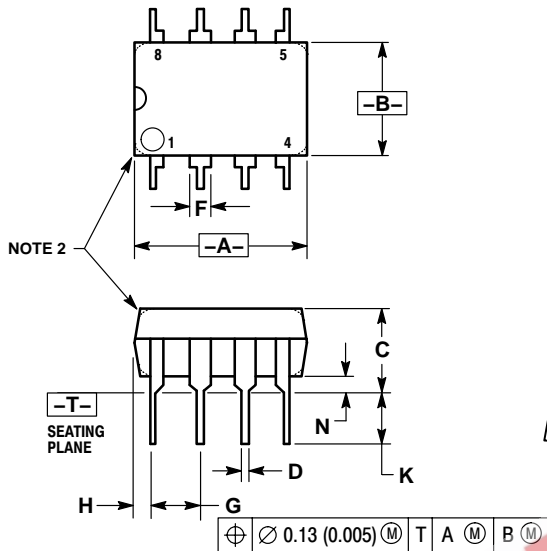 8 5
–B–
1 4
F
NOTE 2
–A–
C
–T–
N
SEATING
PLANE
D
K
H G
⌖ ∅ 0.13 (0.005) Ⓜ T A Ⓜ B Ⓜ